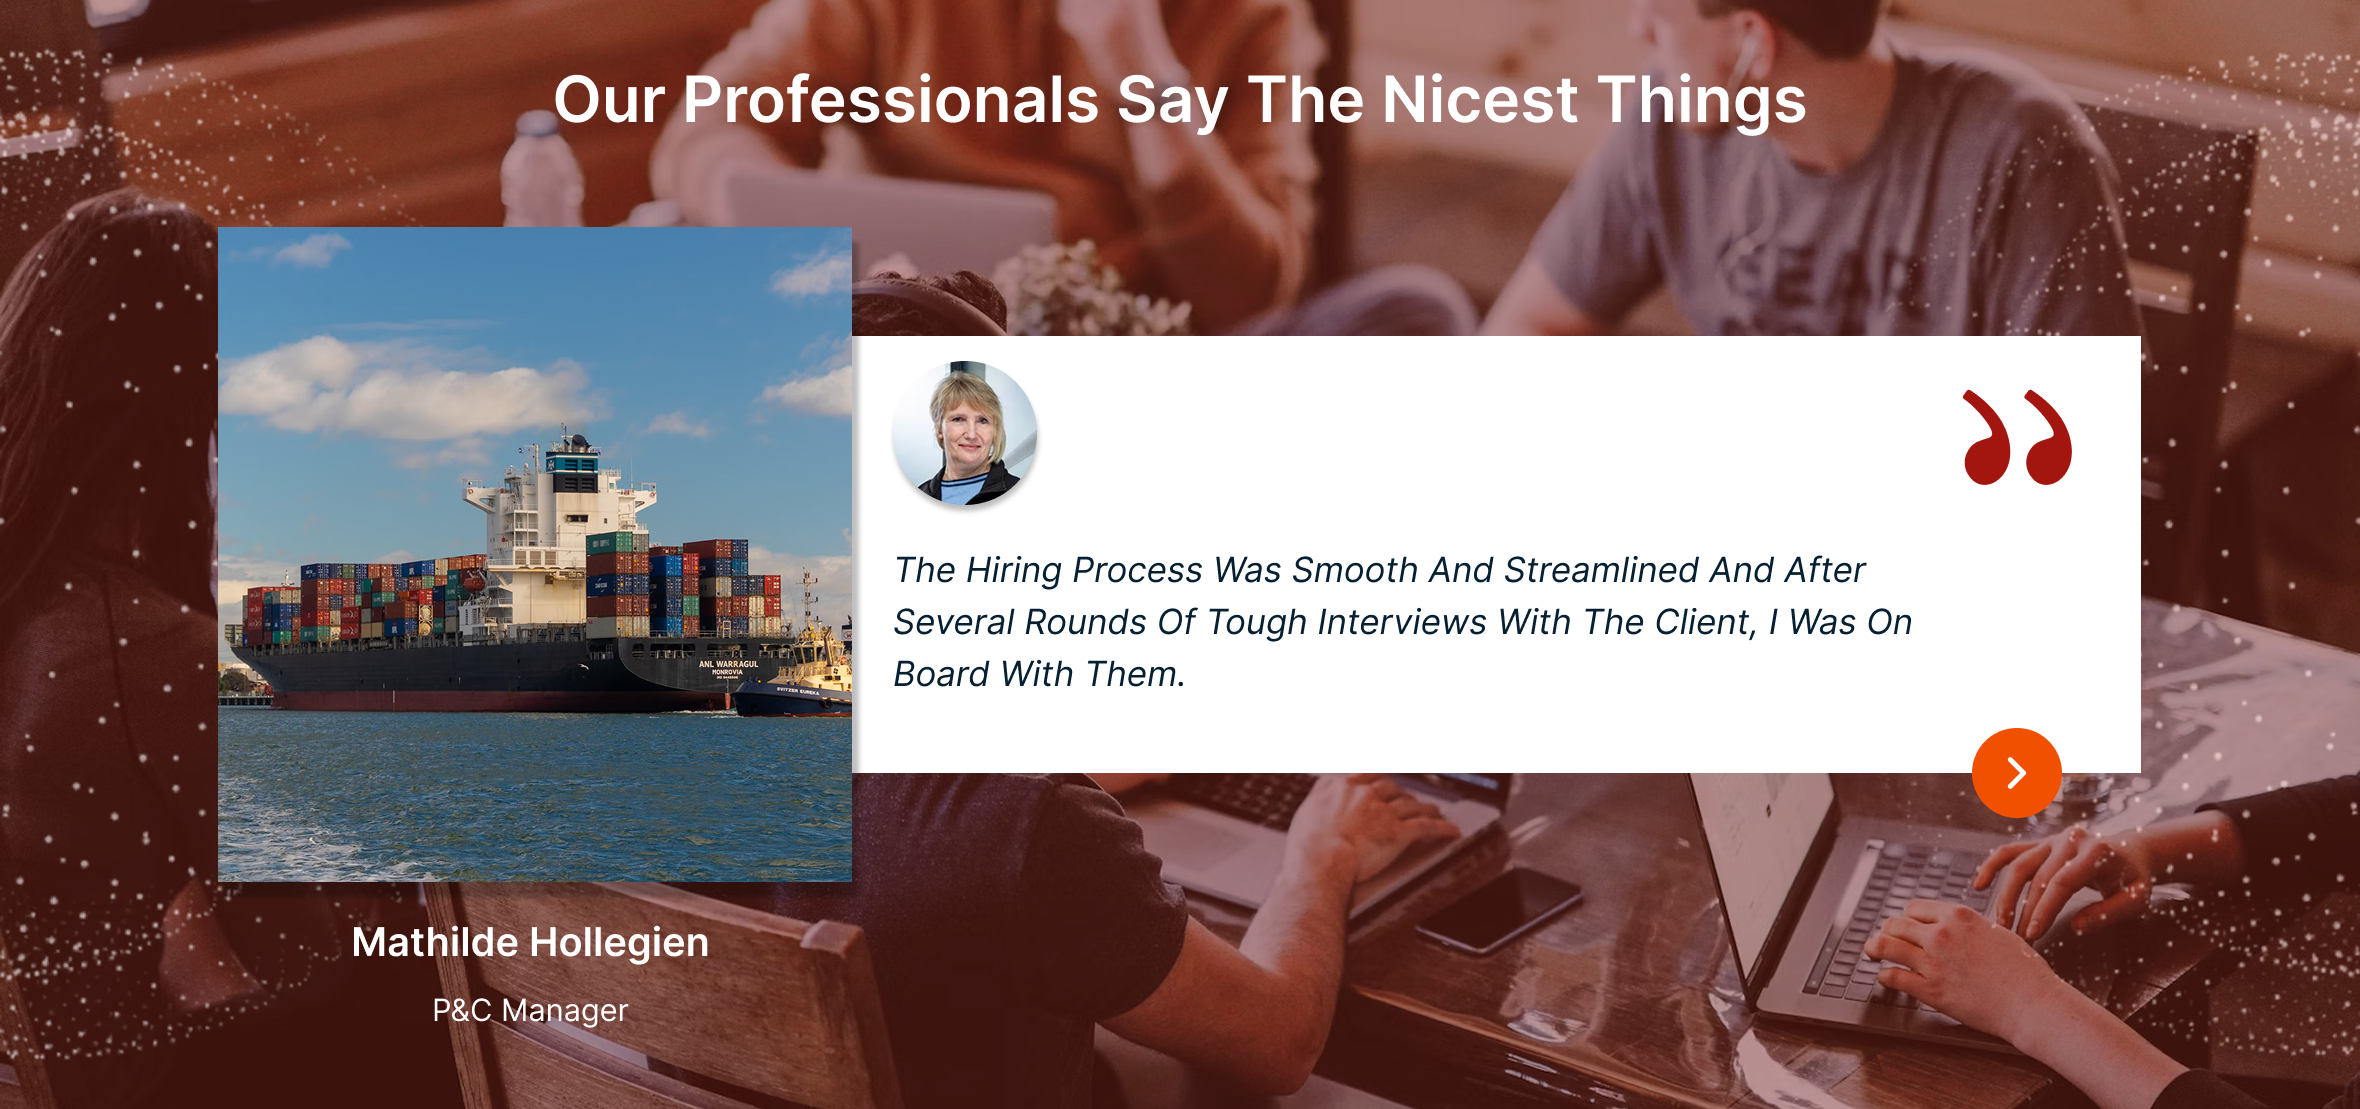 Our Professionals Say The Nicest Things
The Hiring Process Was Smooth And Streamlined And After
Several Rounds Of Tough Interviews With The Client, I Was On
Board With Them.
ANL WARRAGUL
MONROVIA
SVITZER EUREKA
Mathilde Hollegien
P&C Manager